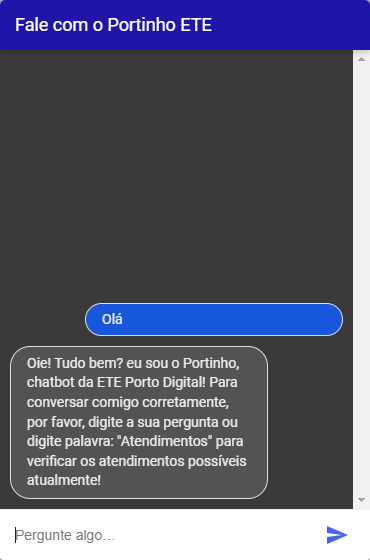 Fale com o Portinho ETE
Olá
Oie! Tudo bem? eu sou o Portinho,
chatbot da ETE Porto Digital! Para
conversar comigo corretamente,
por favor, digite a sua pergunta ou
digite palavra: "Atendimentos" para
verificar os atendimentos possíveis
atualmente!
Pergunte algo...